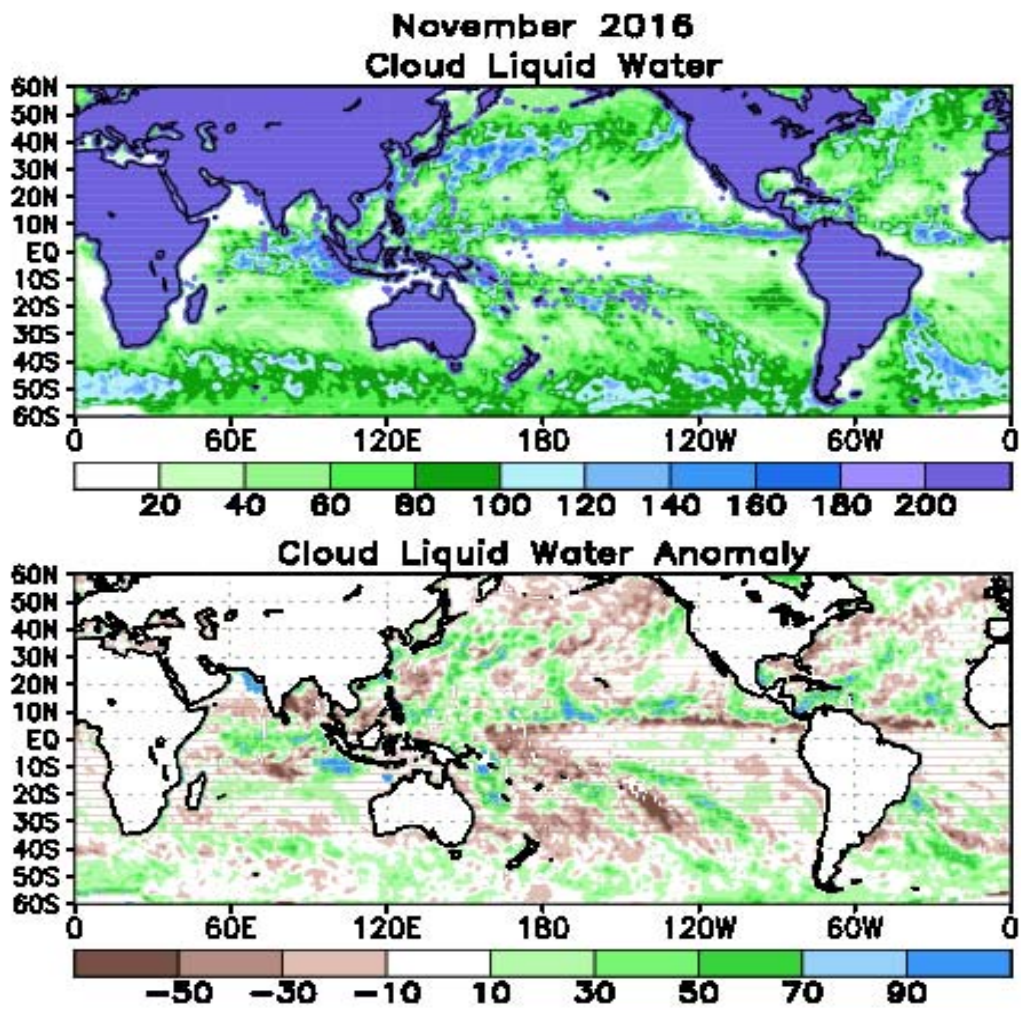 November 2016
Cloud Liquid Water
60N
50N
40N
30N
20N
10N
EQ
10S
20S
30S
40S
50S
60S
0 60E 120E 180 120W 60W 0
20 40 60 80 100 120 140 160 180 200
Cloud Liquid Water Anomaly
60N
50N
40N
30N
20N
10N
EQ
10S
20S
30S
40S
50S
60S
0 60E 120E 180 120W 60W 0
−50 −30 −10 10 30 50 70 90